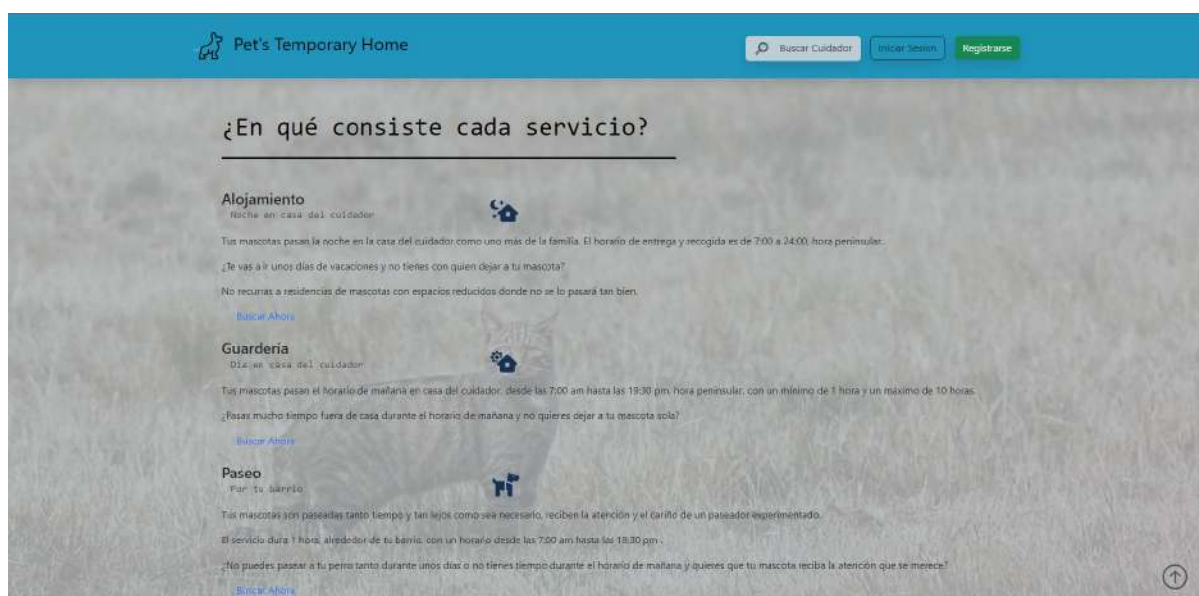 Pet's Temporary Home
Buscar Cuidador
Iniciar Sesion
Registrarse
¿En qué consiste cada servicio?
Alojamiento
Noche en casa del cuidador
Tus mascotas pasan la noche en la casa del cuidador como uno más de la familia. El horario de entrega y recogida es de 7:00 a 24:00, hora peninsular.
¿Te vas a ir unos días de vacaciones y no tienes con quien dejar a tu mascota?
No recurras a residencias de mascotas con espacios reducidos donde no se lo pasará tan bien.
Buscar Ahora
Guardería
Día en casa del cuidador
Tus mascotas pasan el horario de mañana en casa del cuidador, desde las 7:00 am hasta las 19:30 pm, hora peninsular, con un mínimo de 1 hora y un máximo de 10 horas.
¿Pasas mucho tiempo fuera de casa durante el horario de mañana y no quieres dejar a tu mascota sola?
Buscar Ahora
Paseo
Por tu barrio
Tus mascotas son paseadas tanto tiempo y tan lejos como sea necesario, reciben la atención y el cariño de un paseador experimentado.
El servicio dura 1 hora, alrededor de tu barrio, con un horario desde las 7:00 am hasta las 18:30 pm .
¿No puedes pasear a tu perro tanto durante unos días o no tienes tiempo durante el horario de mañana y quieres que tu mascota reciba la atención que se merece?
Buscar Ahora